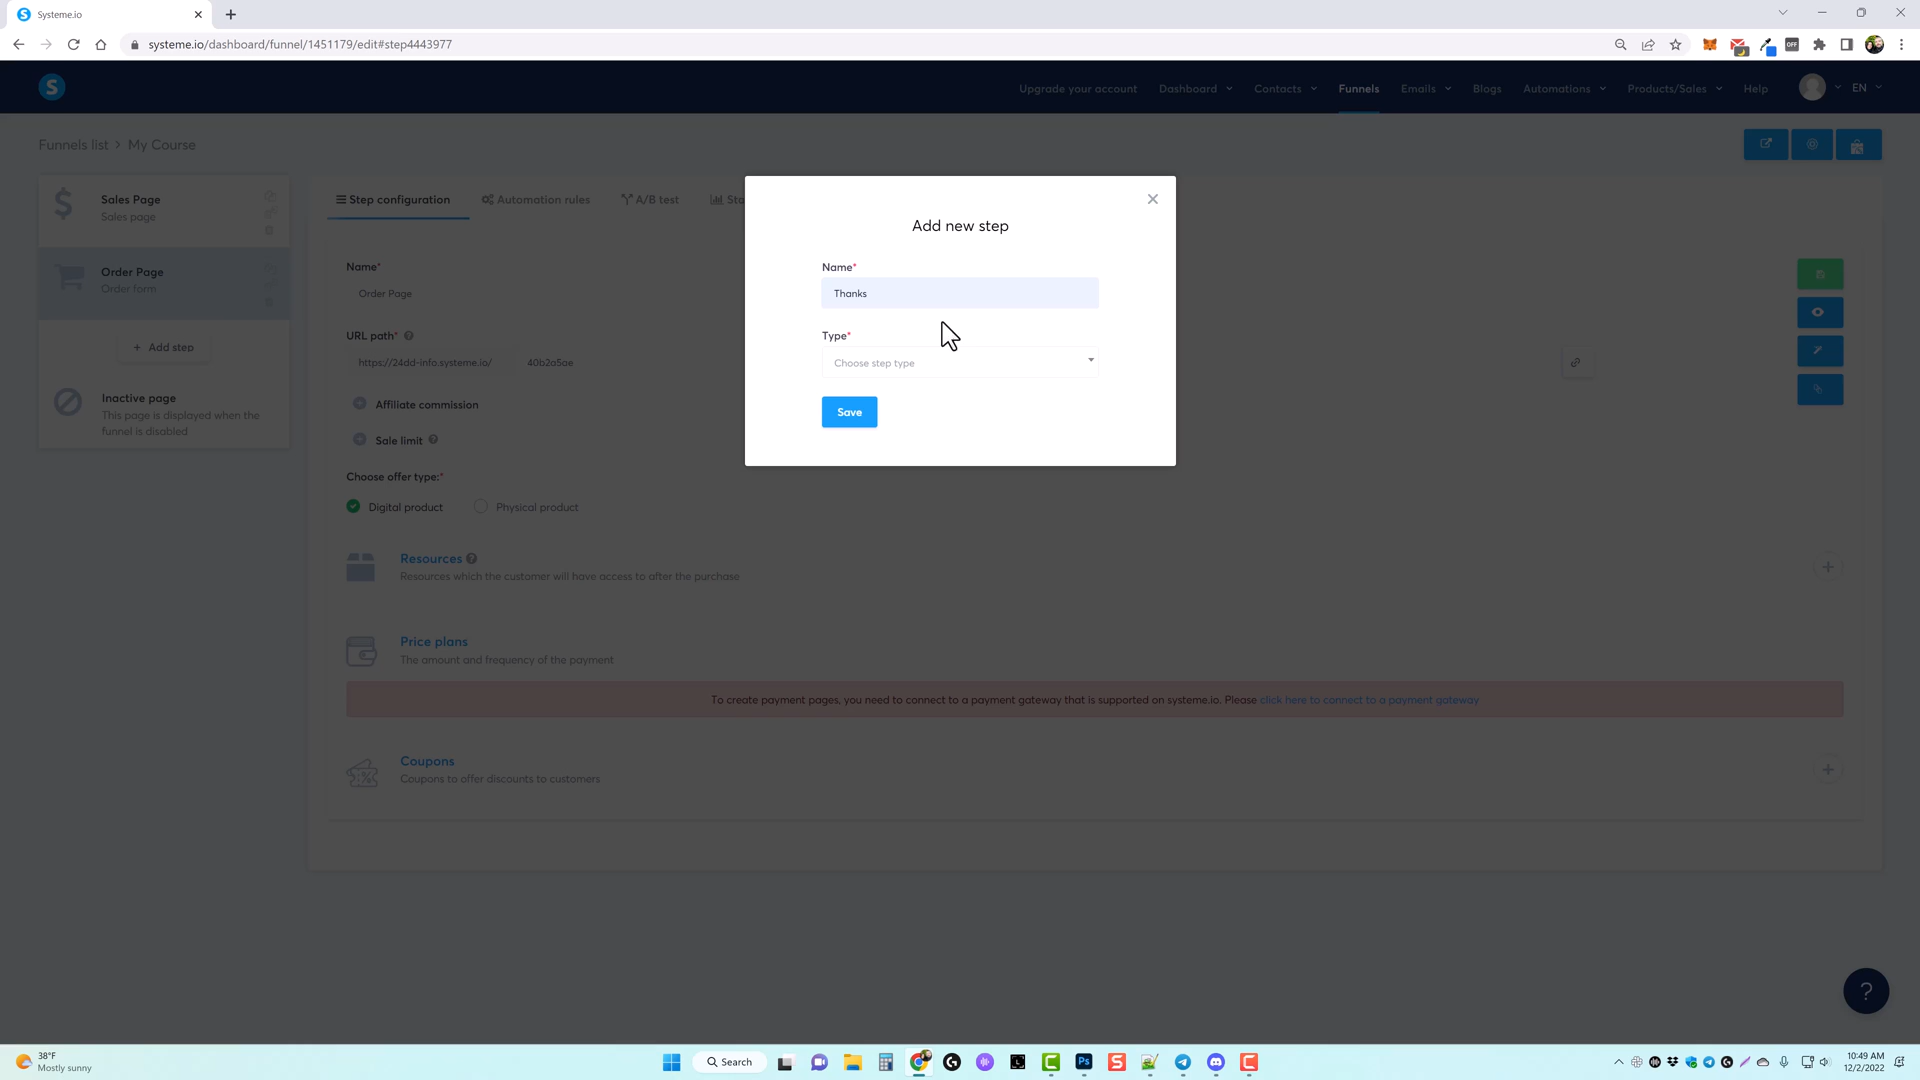 Systeme.io
systeme.io/dashboard/funnel/1451179/edit#step4443977
OFF
S
Upgrade your account
Dashboard
Contacts
Funnels
Emails
Blogs
Automations
Products/Sales
Help
EN
Funnels list > My Course
Sales Page
Sales page
Order Page
Order form
+ Add step
Inactive page
This page is displayed when the
funnel is disabled
Step configuration
Automation rules
A/B test
Sta
Name*
Order Page
URL path*
https://24dd-info.systeme.io/
40b2a5ae
Affiliate commission
Sale limit
Choose offer type:*
Digital product
Physical product
Resources
Resources which the customer will have access to after the purchase
Price plans
The amount and frequency of the payment
To create payment pages, you need to connect to a payment gateway that is supported on systeme.io. Please click here to connect to a payment gateway
Coupons
Coupons to offer discounts to customers
Add new step
Name*
Thanks
Type*
Choose step type
Save
?
38°F
Mostly sunny
Search
Ps
10:49 AM
12/2/2022